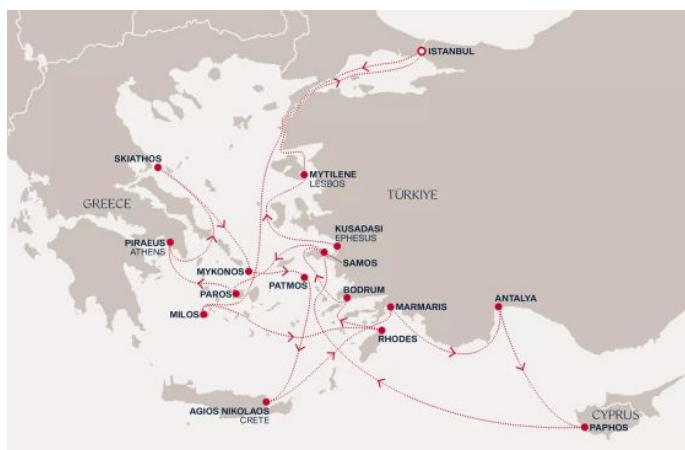 ISTANBUL
SKIATHOS
MYTILENE
LESBOS
TÜRKIYE
GREECE
KUSADASI
EPHESUS
PIRAEUS
ATHENS
SAMOS
MYKONOS
PATMOS
BODRUM
PAROS
MARMARIS
ANTALYA
MILOS
RHODES
AGIOS NIKOLAOS
CRETE
CYPRUS
PAPHOS